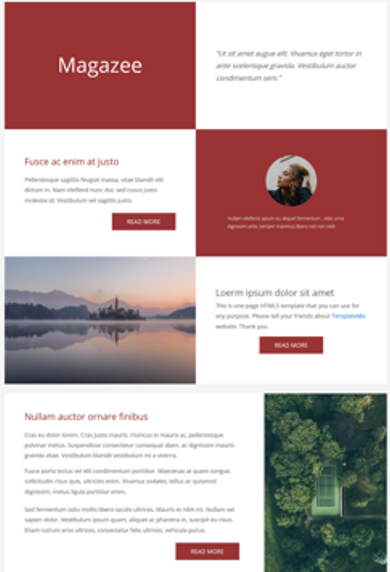 Magazee
"Ut sit amet augue elit. Vivamus eget tortor in
ante scelerisque gravida. Vestibulum auctor
condimentum sem."
Fusce ac enim at justo
Pellentesque sagittis feugiat massa, vitae blandit elit
dictum in. Nam eleifend nunc dui, sed cusus justo
molestie id. Vestibulum vel sagittis justo.
READ MORE
Nullam eleifend, ipsum eu aliquet fermentum , odio urna
dignissim ante, semper maximus libero nisl non nibh
Loerm ipsum dolor sit amet
This is one-page HTML5 template that you can use for
any purpose. Please tell your friends about TemplateMo
website. Thank you.
READ MORE
Nullam auctor ornare finibus
Cras eu dolor lorem. Cras justo mauris, rhoncus in mauris ac, pellentesque
pulvinar metus. Suspendisse consectetur consequat diam, ac dignissim mauris
gravida vitae. Vestibulum blandit vestibulum mi a viverra.
Fusce porta lectus vel elit condimentum porttitor. Maecenas at quam congue,
sollicitudin risus quis, ultricies enim. Vivamus sodales, tellus ac
dignissim, metus ligula porttitor enim.
Sed fermentum odio mollis libero iaculis ultrices. Mauris et nibh mi. Nullam vel
sapien dolor. Vestibulum ipsum quam, aliquet ac pharetra in, suscipit eu risus.
Etiam rutrum eros ultrices, consectetur felis ultrices, vehicula purus.
READ MORE